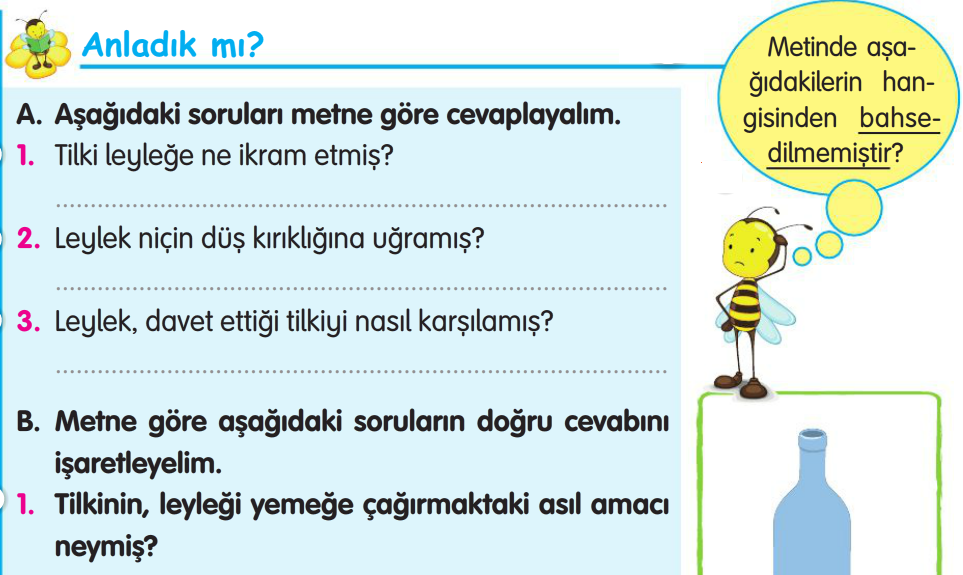 Anladık mı?
A. Aşağıdaki soruları metne göre cevaplayalım.
1. Tilki leyleğe ne ikram etmiş?
2. Leylek niçin düş kırıklığına uğramış?
3. Leylek, davet ettiği tilkiyi nasıl karşılamış?
B. Metne göre aşağıdaki soruların doğru cevabını
işaretleyelim.
1. Tilkinin, leyleği yemeğe çağırmaktaki asıl amacı
neymiş?
Metinde aşa-
ğıdakilerin han-
gisinden bahse-
dilmemiştir?